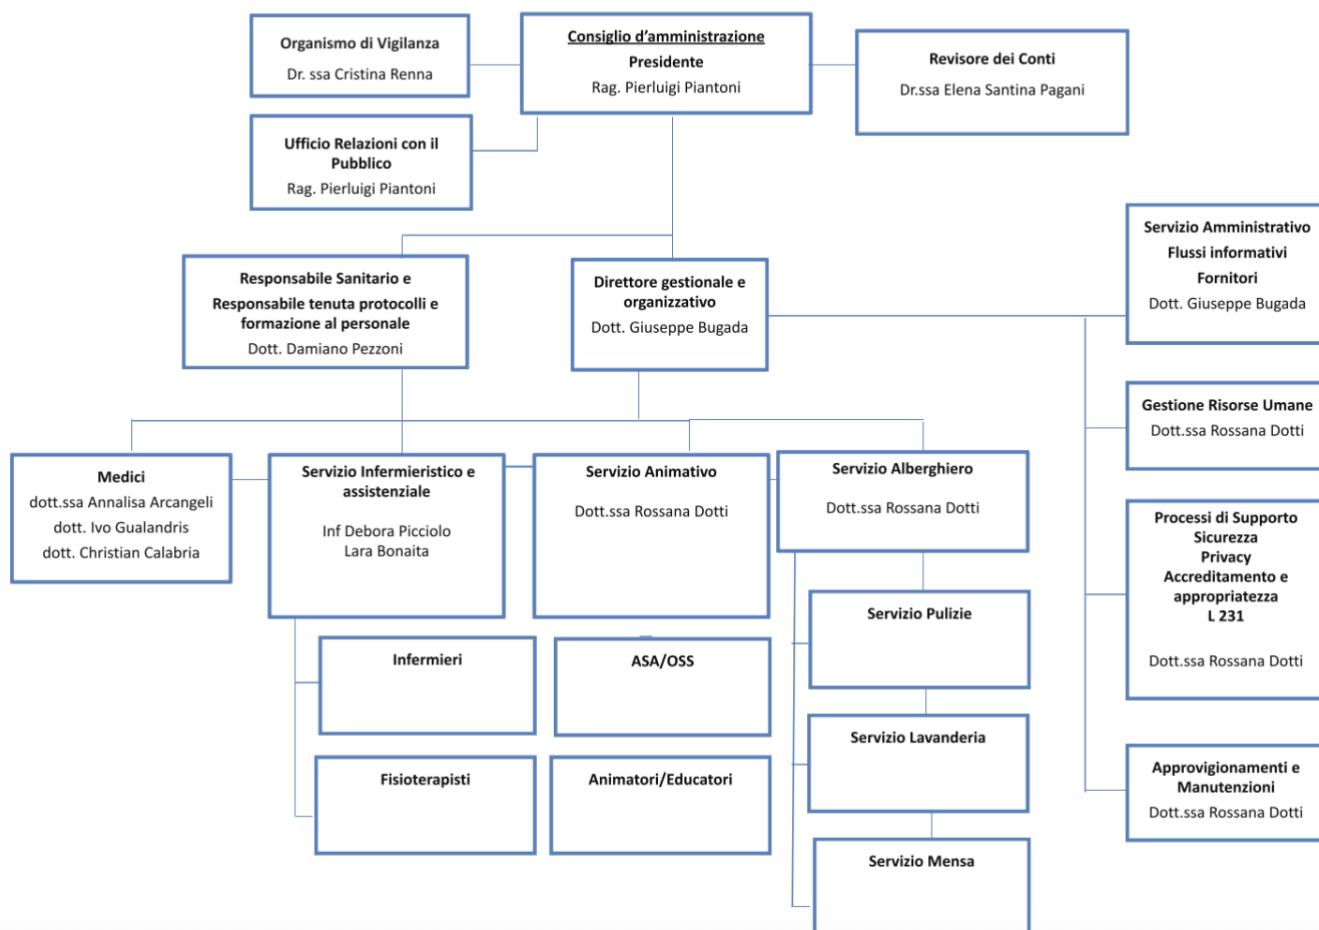 Organismo di Vigilanza
Dr. ssa Cristina Renna
Consiglio d'amministrazione
Presidente
Rag. Pierluigi Piantoni
Revisore dei Conti
Dr.ssa Elena Santina Pagani
Ufficio Relazioni con il
Pubblico
Rag. Pierluigi Piantoni
Responsabile Sanitario e
Responsabile tenuta protocolli e
formazione al personale
Dott. Damiano Pezzoni
Direttore gestionale e
organizzativo
Dott. Giuseppe Bugada
Servizio Amministrativo
Flussi informativi
Fornitori
Dott. Giuseppe Bugada
Gestione Risorse Umane
Dott.ssa Rossana Dotti
Processi di Supporto
Sicurezza
Privacy
Accreditamento e
appropriatezza
L 231
Dott.ssa Rossana Dotti
Approvigionamenti e
Manutenzioni
Dott.ssa Rossana Dotti
Medici
dott.ssa Annalisa Arcangeli
dott. Ivo Gualandris
dott. Christian Calabria
Servizio Infermieristico e
assistenziale
Inf Debora Picciolo
Lara Bonaita
Servizio Animativo
Dott.ssa Rossana Dotti
Servizio Alberghiero
Dott.ssa Rossana Dotti
Infermieri
ASA/OSS
Fisioterapisti
Animatori/Educatori
Servizio Pulizie
Servizio Lavanderia
Servizio Mensa